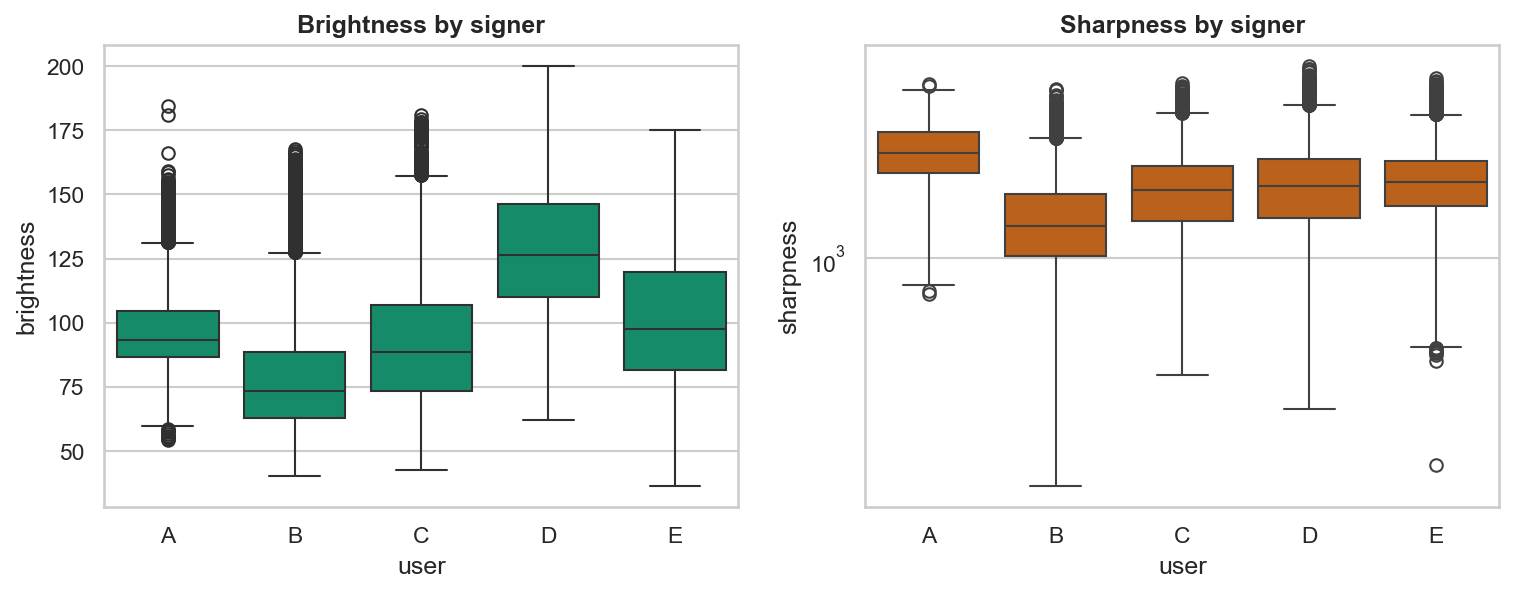 Brightness by signer
200
175
150
125
100
75
50
brightness
A B C D E
user
Sharpness by signer
10³
sharpness
A B C D E
user